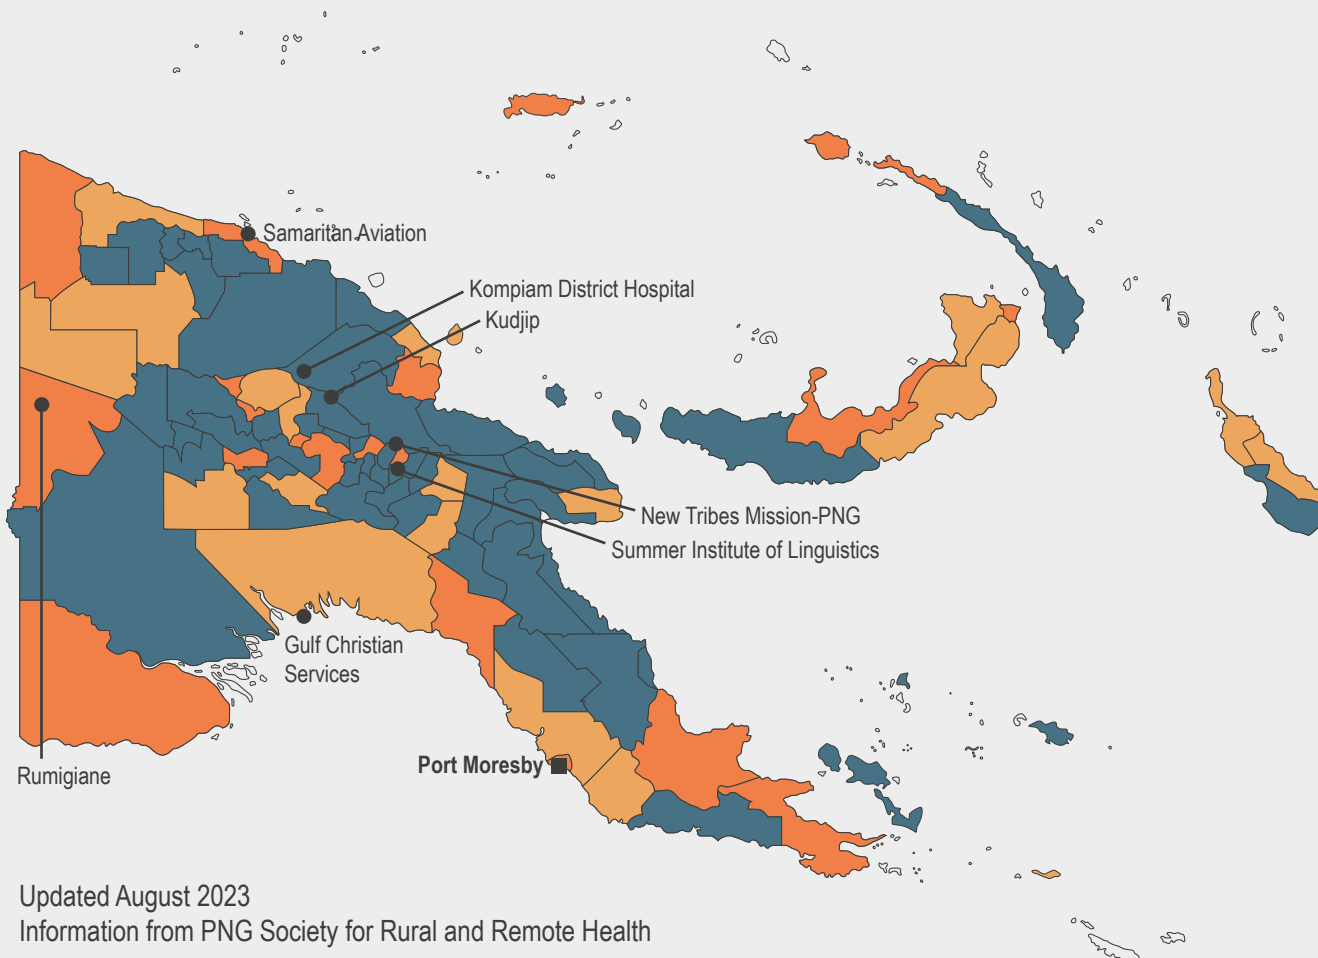 Samaritan Aviation
Kompiam District Hospital
Kudjip
New Tribes Mission-PNG
Summer Institute of Linguistics
Gulf Christian
Services
Port Moresby
Rumigiane
Updated August 2023
Information from PNG Society for Rural and Remote Health